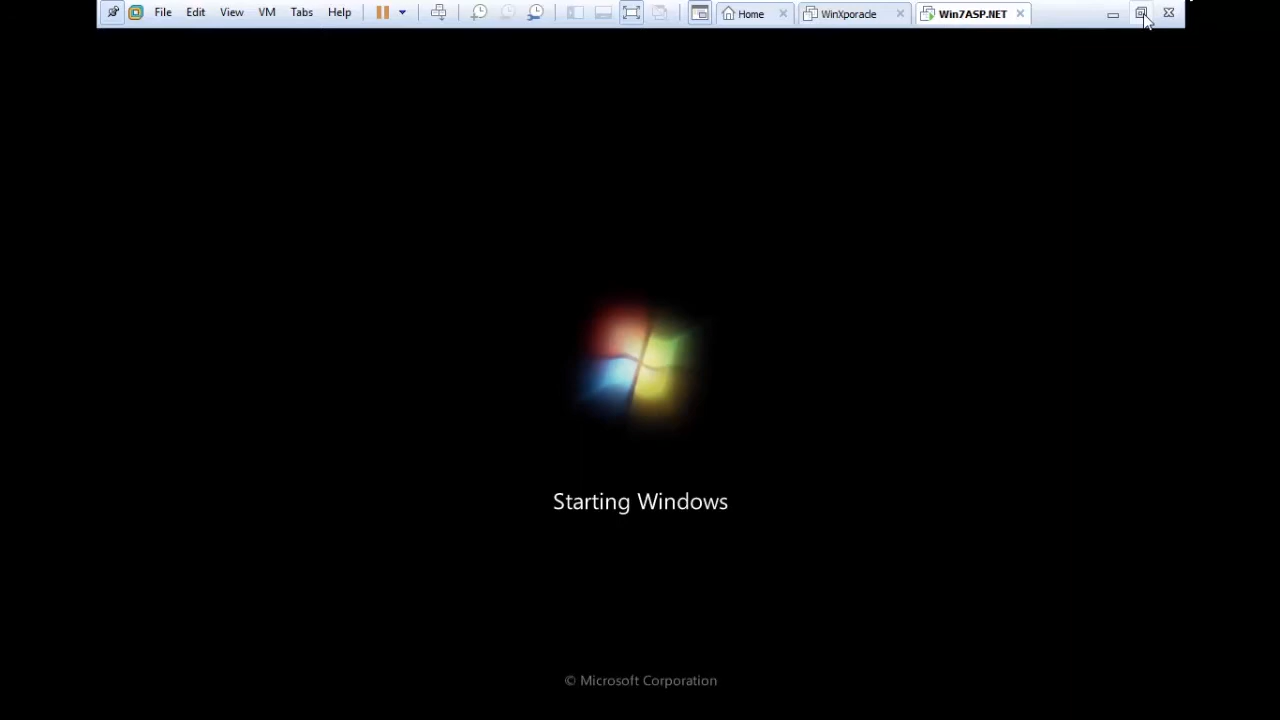 File Edit View VM Tabs Help Home WinXporacle Win7ASP.NET
Starting Windows
© Microsoft Corporation